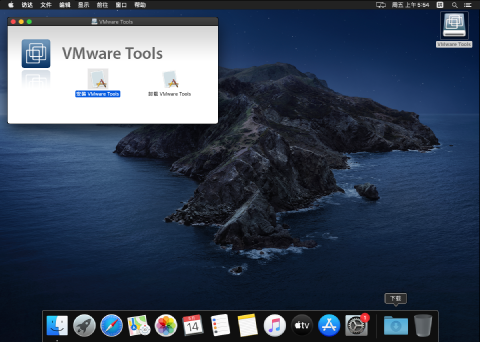 访达 文件 编辑 显示 前往 窗口 帮助
周五 上午 5:54
VMware Tools
VMware Tools
安装 VMware Tools
卸载 VMware Tools
VMware Tools
下载
14
1
tv